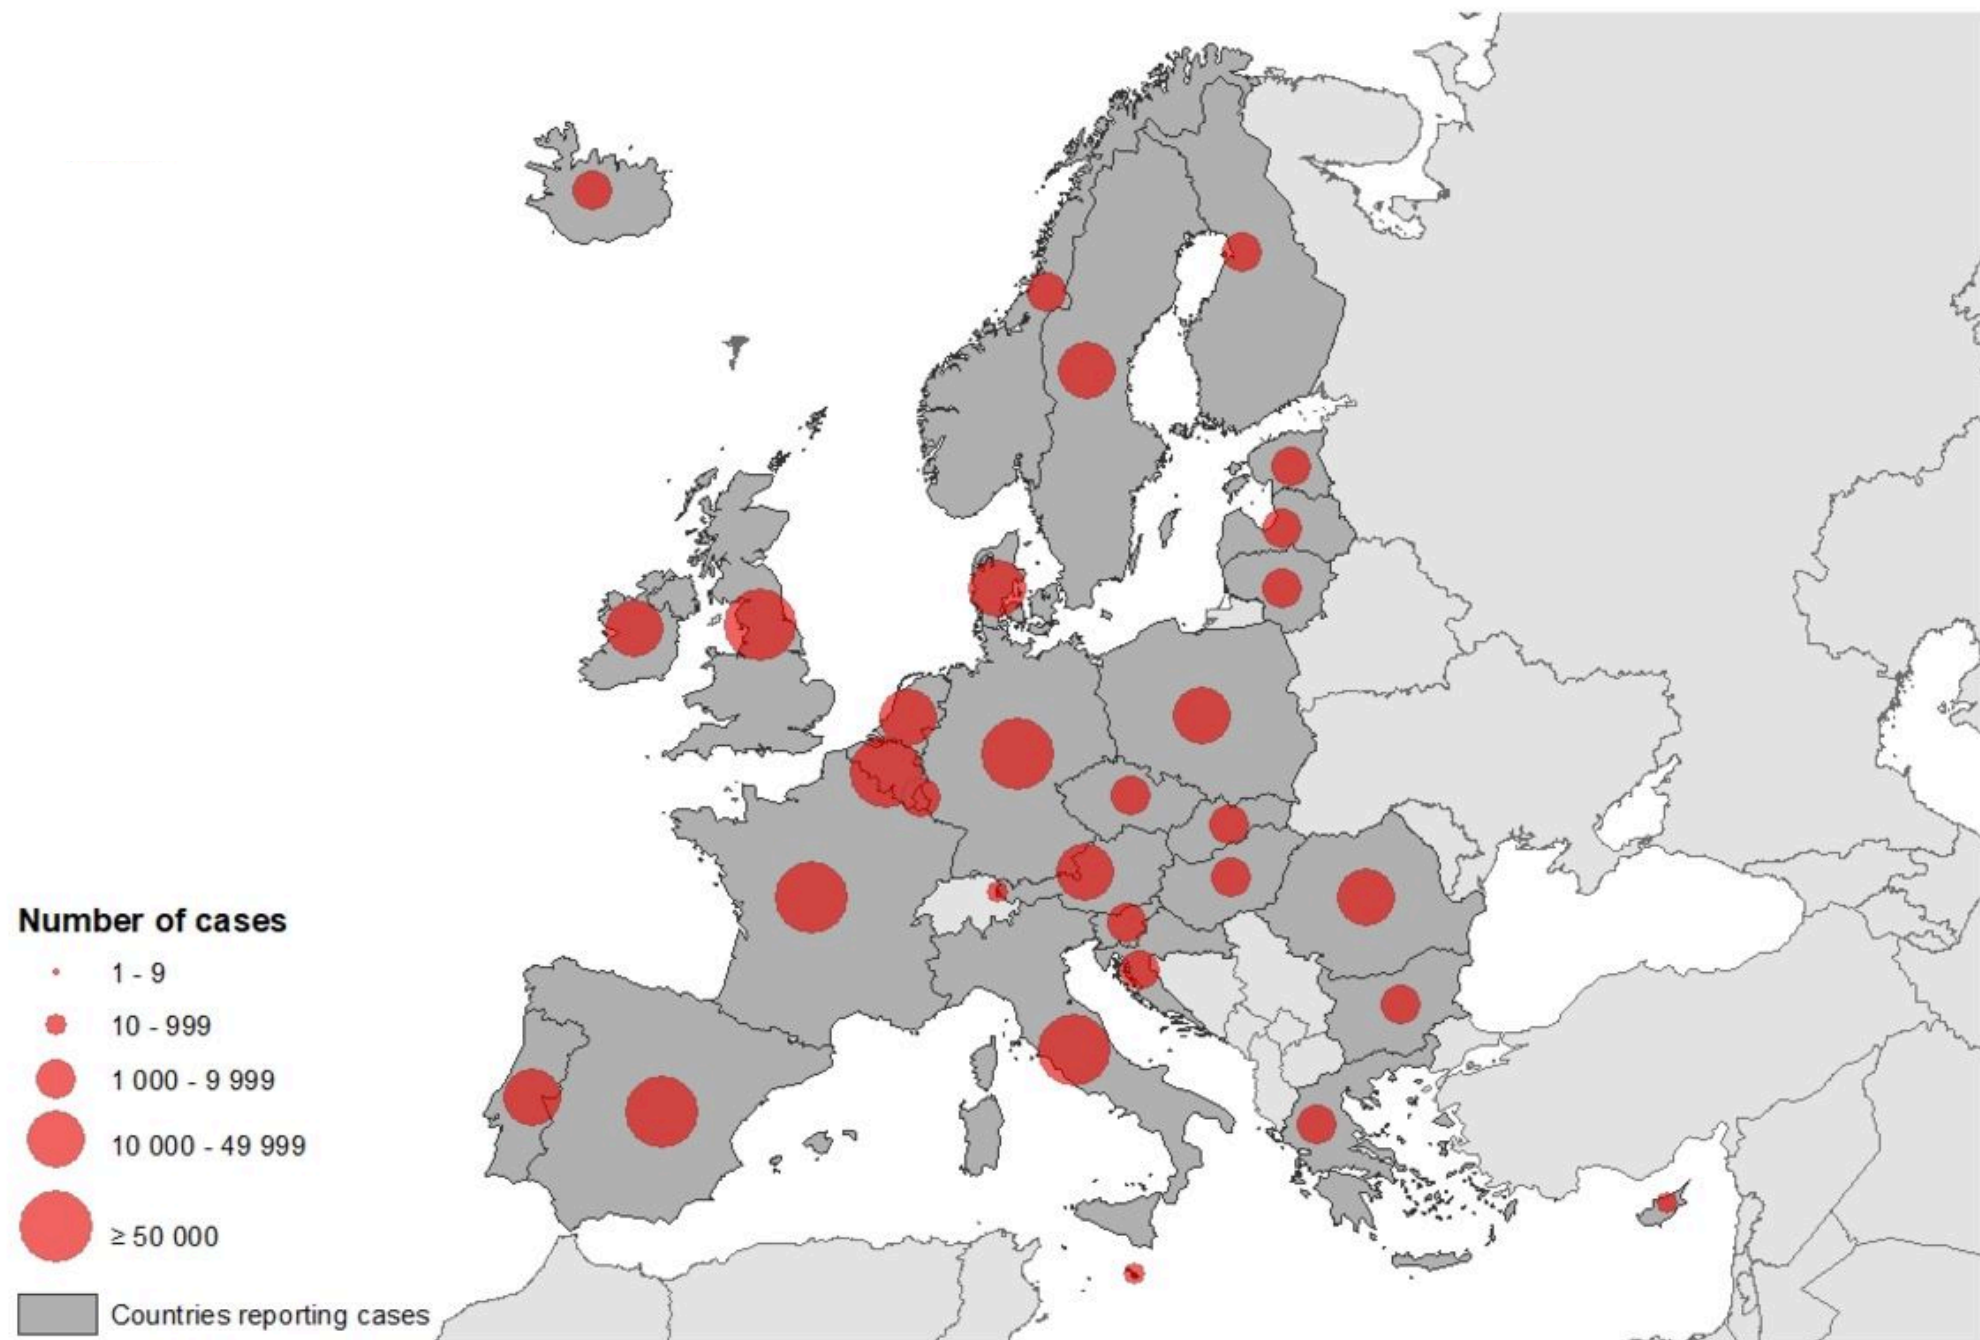 Number of cases
1 - 9
10 - 999
1 000 - 9 999
10 000 - 49 999
≥ 50 000
Countries reporting cases